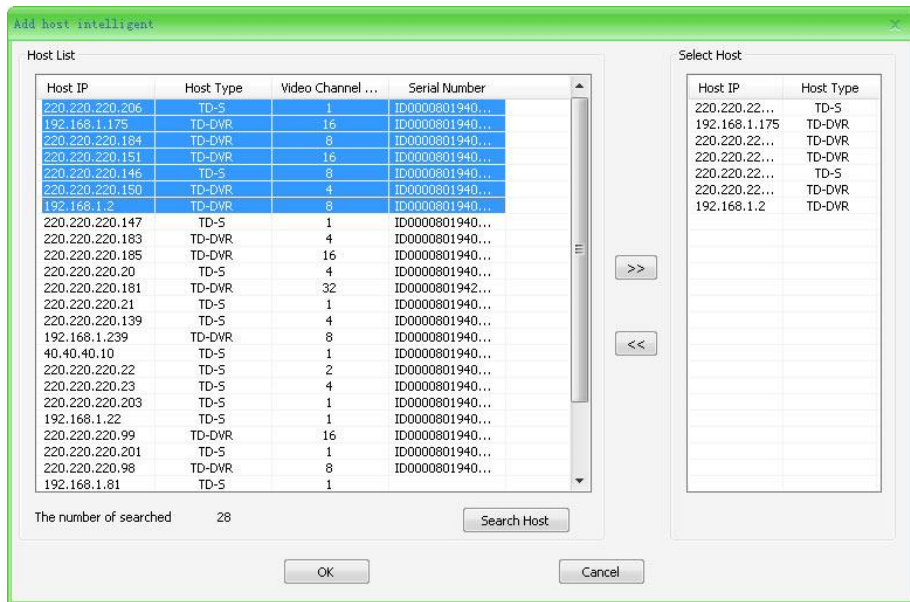 Add host intelligent
Host List
Host IP Host Type Video Channel ... Serial Number
220.220.220.206 TD-S 1 ID0000801940...
192.168.1.175 TD-DVR 16 ID0000801940...
220.220.220.184 TD-DVR 8 ID0000801940...
220.220.220.151 TD-DVR 16 ID0000801940...
220.220.220.146 TD-S 8 ID0000801940...
220.220.220.150 TD-DVR 4 ID0000801940...
192.168.1.2 TD-DVR 8 ID0000801940...
220.220.220.147 TD-S 1 ID0000801940...
220.220.220.183 TD-DVR 4 ID0000801940...
220.220.220.185 TD-DVR 16 ID0000801940...
220.220.220.20 TD-S 4 ID0000801940...
220.220.220.181 TD-DVR 32 ID0000801942...
220.220.220.21 TD-S 1 ID0000801940...
220.220.220.139 TD-S 4 ID0000801940...
192.168.1.239 TD-DVR 8 ID0000801940...
40.40.40.10 TD-S 1 ID0000801940...
220.220.220.22 TD-S 2 ID0000801940...
220.220.220.23 TD-S 4 ID0000801940...
220.220.220.203 TD-S 1 ID0000801940...
192.168.1.22 TD-S 1 ID0000801940...
220.220.220.99 TD-DVR 16 ID0000801940...
220.220.220.201 TD-S 1 ID0000801940...
220.220.220.98 TD-DVR 8 ID0000801940...
192.168.1.81 TD-S 1
The number of searched 28
Search Host
>>
<<
Select Host
Host IP Host Type
220.220.22... TD-S
192.168.1.175 TD-DVR
220.220.22... TD-DVR
220.220.22... TD-DVR
220.220.22... TD-S
220.220.22... TD-DVR
192.168.1.2 TD-DVR
OK Cancel